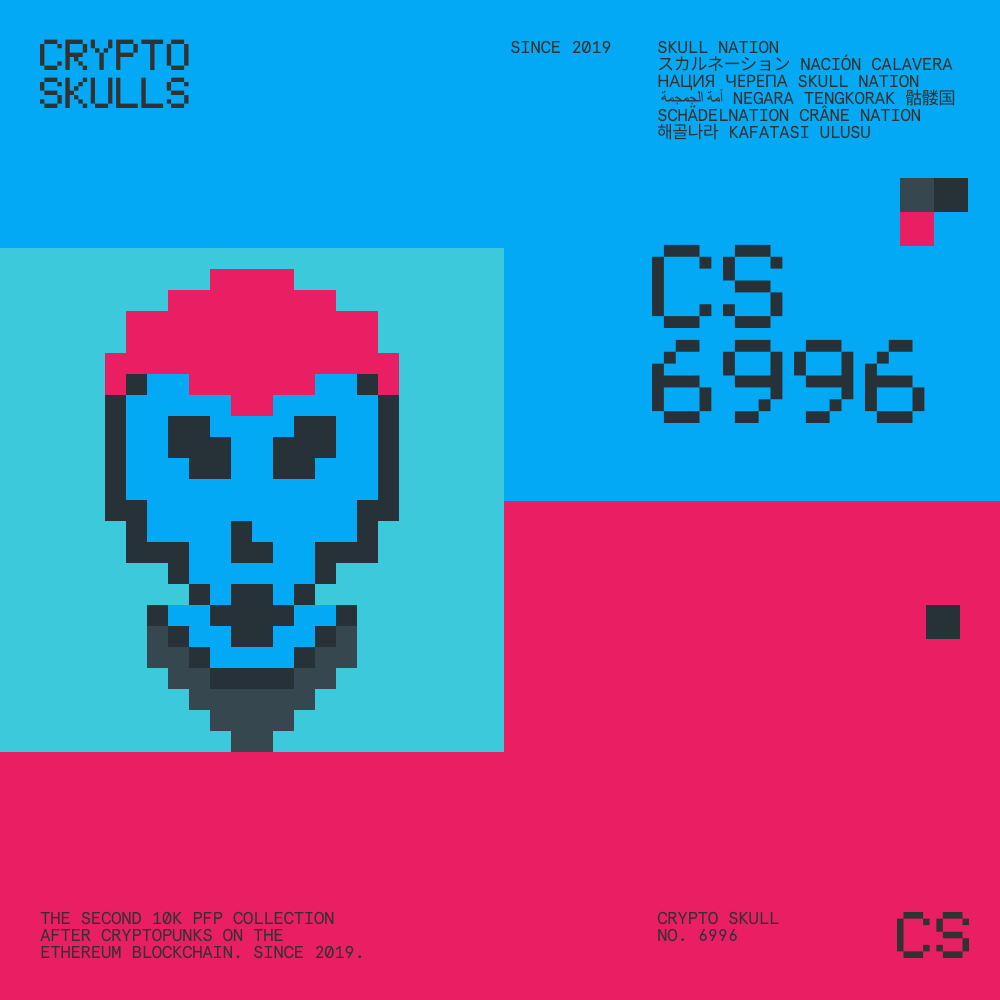 CRYPTO
SKULLS
SINCE 2019
SKULL NATION
スカルネーション NACIÓN CALAVERA
НАЦИЯ ЧЕРЕПА SKULL NATION
أمة الجمجمة NEGARA TENGKORAK 骷髅国
SCHÄDELNATION CRÂNE NATION
해골나라 KAFATASI ULUSU
CS
6996
THE SECOND 10K PFP COLLECTION
AFTER CRYPTOPUNKS ON THE
ETHEREUM BLOCKCHAIN. SINCE 2019.
CRYPTO SKULL
NO. 6996
CS